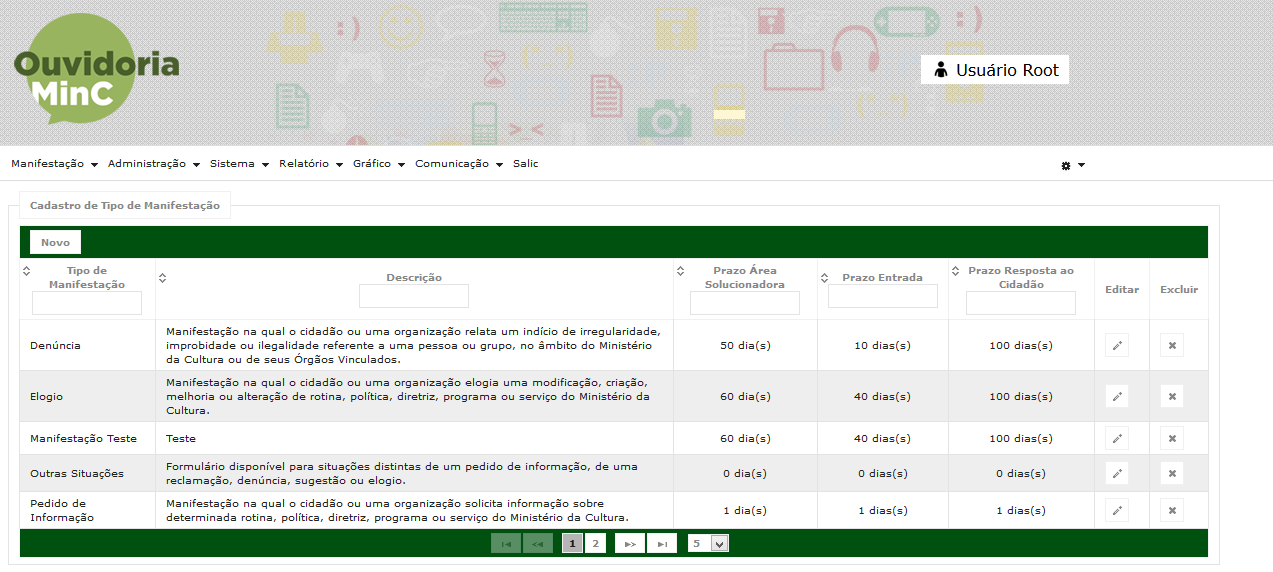 Ouvidoria
MinC
:) :)
>_<
Usuário Root
Manifestação Administração Sistema Relatório Gráfico Comunicação Salic
Cadastro de Tipo de Manifestação
Novo
Tipo de
Manifestação
Descrição
Prazo Área
Solucionadora
Prazo Entrada
Prazo Resposta ao
Cidadão
Editar
Excluir
Denúncia
Manifestação na qual o cidadão ou uma organização relata um indício de irregularidade,
improbidade ou ilegalidade referente a uma pessoa ou grupo, no âmbito do Ministério
da Cultura ou de seus Órgãos Vinculados.
50 dia(s)
10 dias(s)
100 dias(s)
Elogio
Manifestação na qual o cidadão ou uma organização elogia uma modificação, criação,
melhoria ou alteração de rotina, política, diretriz, programa ou serviço do Ministério da
Cultura.
60 dia(s)
40 dias(s)
100 dias(s)
Manifestação Teste
Teste
60 dia(s)
40 dias(s)
100 dias(s)
Outras Situações
Formulário disponível para situações distintas de um pedido de informação, de uma
reclamação, denúncia, sugestão ou elogio.
0 dia(s)
0 dias(s)
0 dias(s)
Pedido de
Informação
Manifestação na qual o cidadão ou uma organização solicita informação sobre
determinada rotina, política, diretriz, programa ou serviço do Ministério da Cultura.
1 dia(s)
1 dias(s)
1 dias(s)
1 2 5